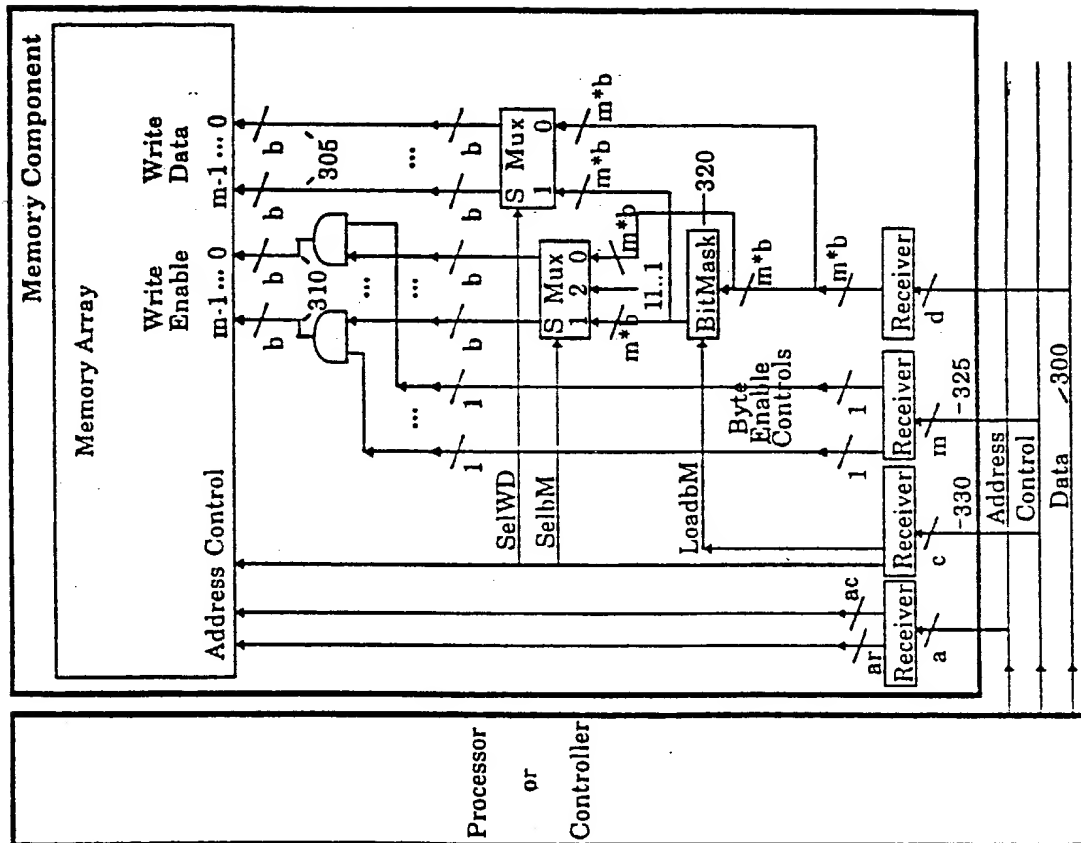 Memory Component
Memory Array
Address Control
Write
Enable
m-1 ... 0
Write
Data
m-1 ... 0
b
b
b
b
310
305
...
...
...
...
b
b
b
b
1
1
SelWD
SelbM
S Mux
1 0
S Mux
1 2 0
m*b
m*b
m*b
11..1
m*b
LoadbM
BitMask
320
m*b
m*b
Byte
Enable
Controls
1
1
ar
ac
Receiver
Receiver
Receiver
Receiver
a
c
m
d
330
325
Address
Control
Data
300
Processor
or
Controller